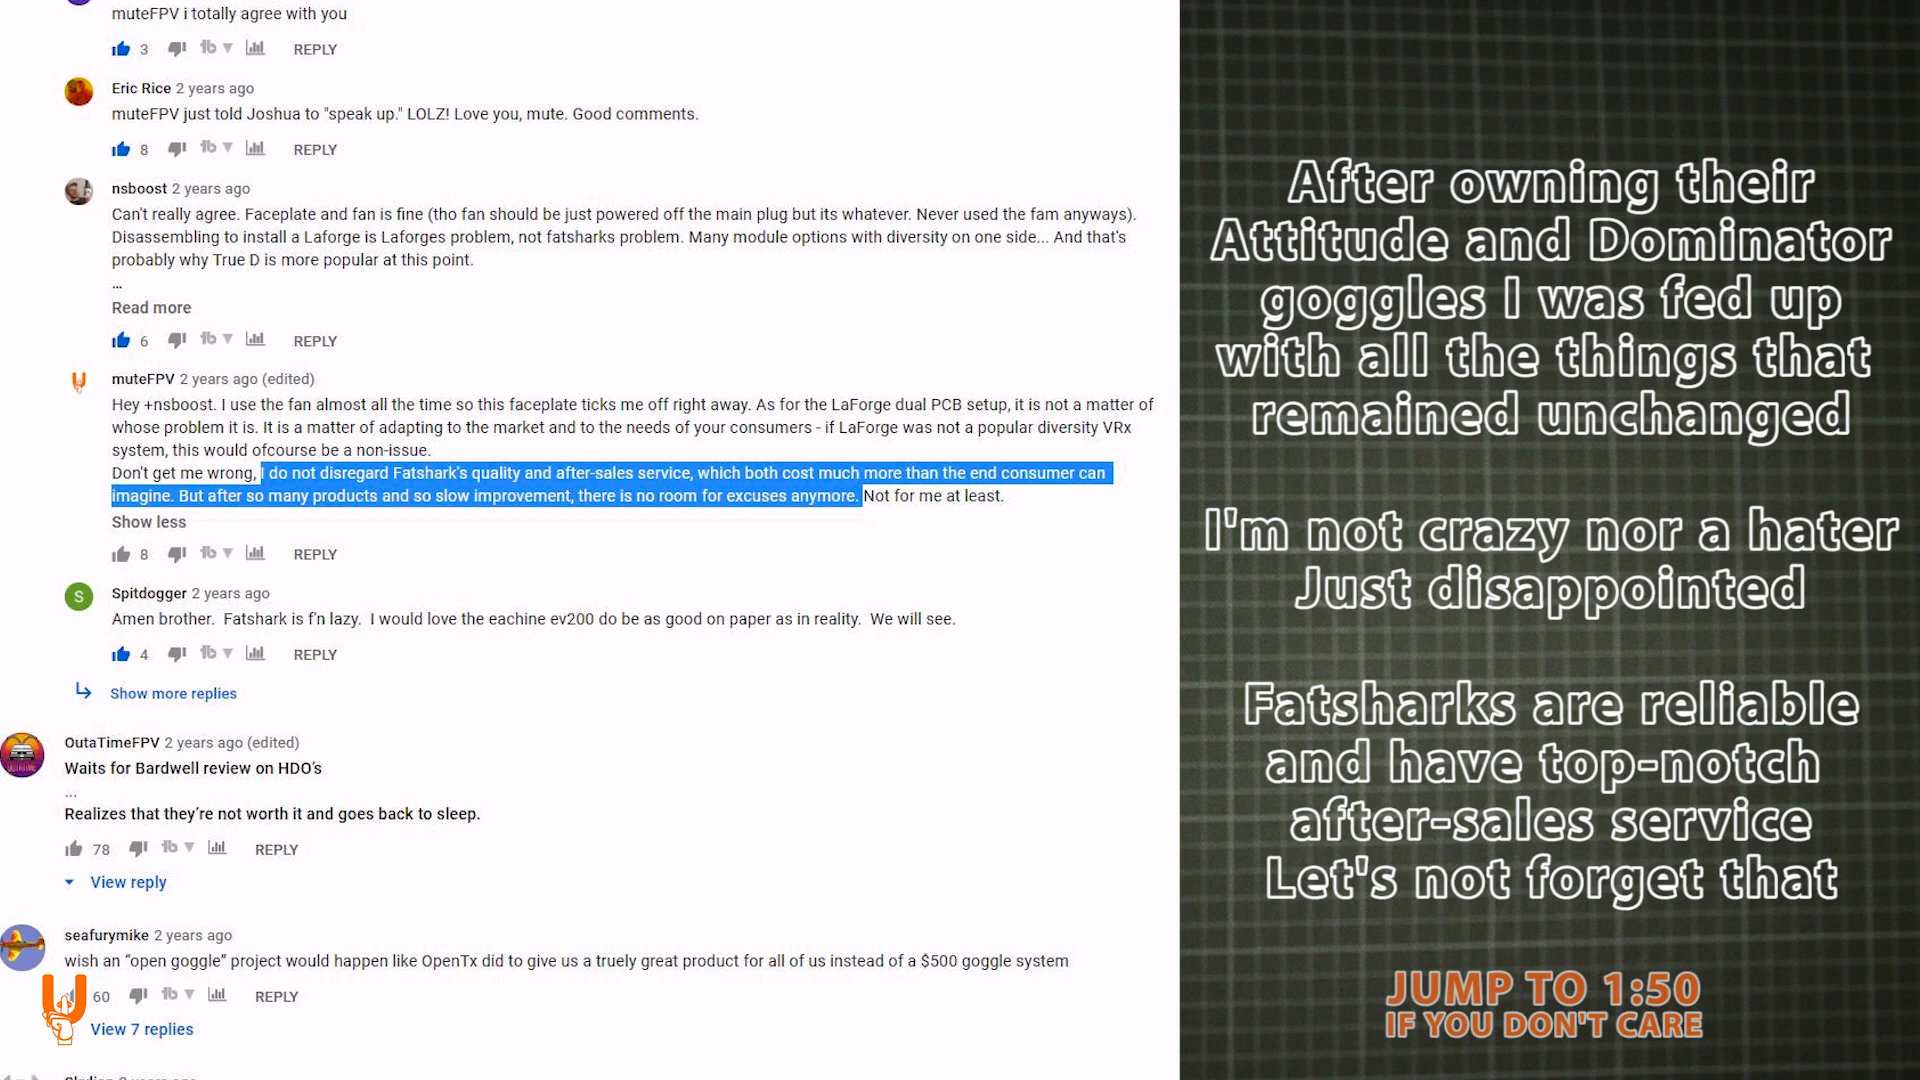 muteFPV i totally agree with you
3 REPLY
Eric Rice 2 years ago
muteFPV just told Joshua to "speak up." LOLZ! Love you, mute. Good comments.
8 REPLY
nsboost 2 years ago
Can't really agree. Faceplate and fan is fine (tho fan should be just powered off the main plug but its whatever. Never used the fam anyways).
Disassembling to install a Laforge is Laforges problem, not fatsharks problem. Many module options with diversity on one side... And that's
probably why True D is more popular at this point.
...
Read more
6 REPLY
muteFPV 2 years ago (edited)
Hey +nsboost. I use the fan almost all the time so this faceplate ticks me off right away. As for the LaForge dual PCB setup, it is not a matter of
whose problem it is. It is a matter of adapting to the market and to the needs of your consumers - if LaForge was not a popular diversity VRx
system, this would ofcourse be a non-issue.
Don't get me wrong, I do not disregard Fatshark's quality and after-sales service, which both cost much more than the end consumer can
imagine. But after so many products and so slow improvement, there is no room for excuses anymore. Not for me at least.
Show less
8 REPLY
S
Spitdogger 2 years ago
Amen brother. Fatshark is f'n lazy. I would love the eachine ev200 do be as good on paper as in reality. We will see.
4 REPLY
Show more replies
OutaTimeFPV 2 years ago (edited)
Waits for Bardwell review on HDO’s
...
Realizes that they’re not worth it and goes back to sleep.
78 REPLY
View reply
seafurymike 2 years ago
wish an “open goggle” project would happen like OpenTx did to give us a truely great product for all of us instead of a $500 goggle system
60 REPLY
View 7 replies
After owning their
Attitude and Dominator
goggles I was fed up
with all the things that
remained unchanged
I'm not crazy nor a hater
Just disappointed
Fatsharks are reliable
and have top-notch
after-sales service
Let's not forget that
JUMP TO 1:50
IF YOU DON'T CARE